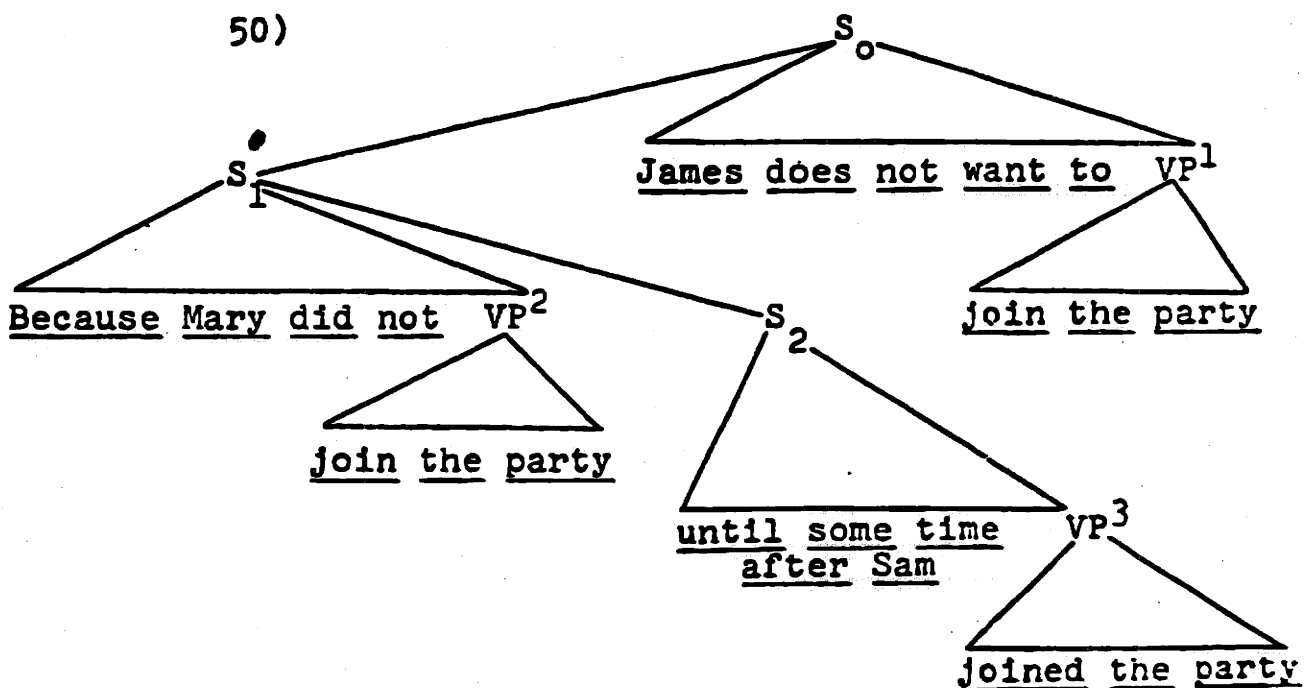 50)
S₀
S₁
James does not want to VP¹
Because Mary did not VP²
S₂
join the party
join the party
until some time
after Sam
VP³
joined the party